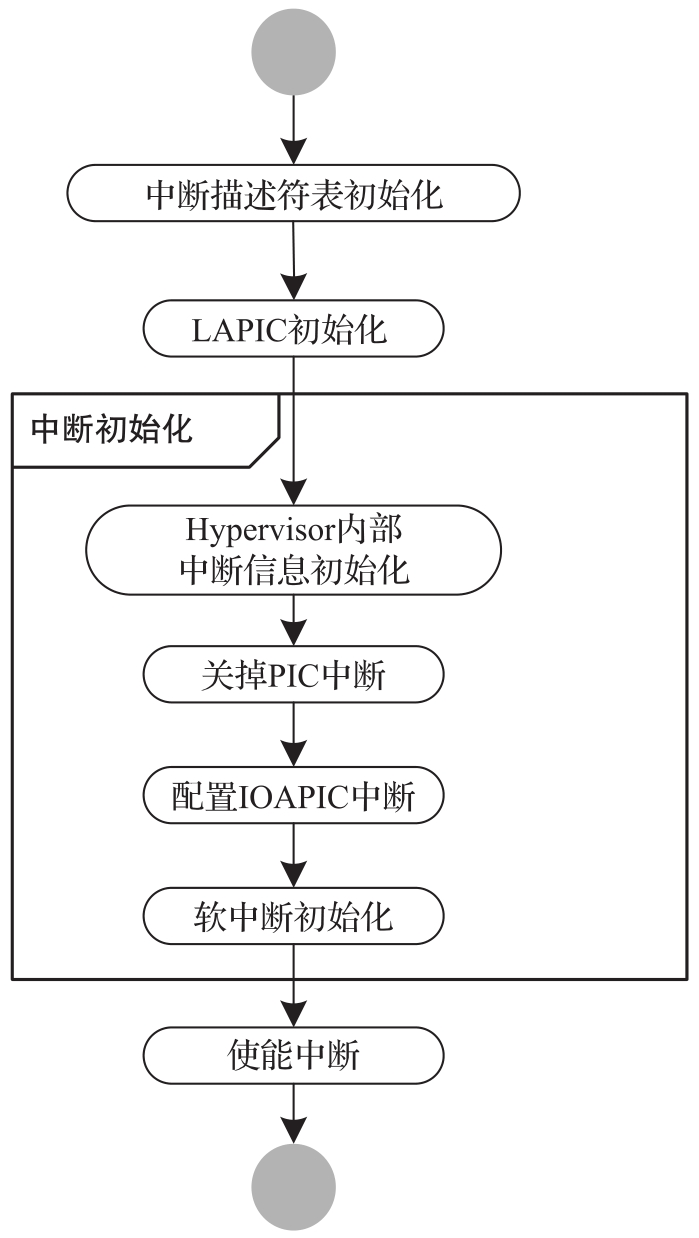 中断描述符表初始化
LAPIC初始化
中断初始化
Hypervisor内部
中断信息初始化
关掉PIC中断
配置IOAPIC中断
软中断初始化
使能中断